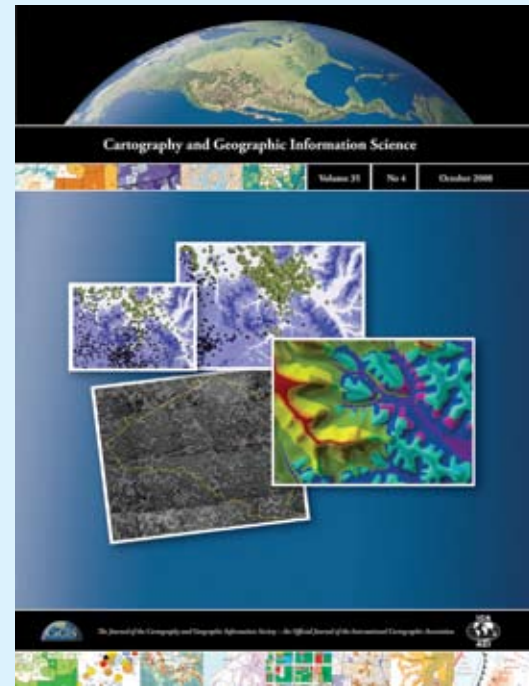 Cartography and Geographic Information Science
Volume 35 No 4 October 2008
The Journal of the Cartography and Geographic Information Society – the Official Journal of the International Cartographic Association